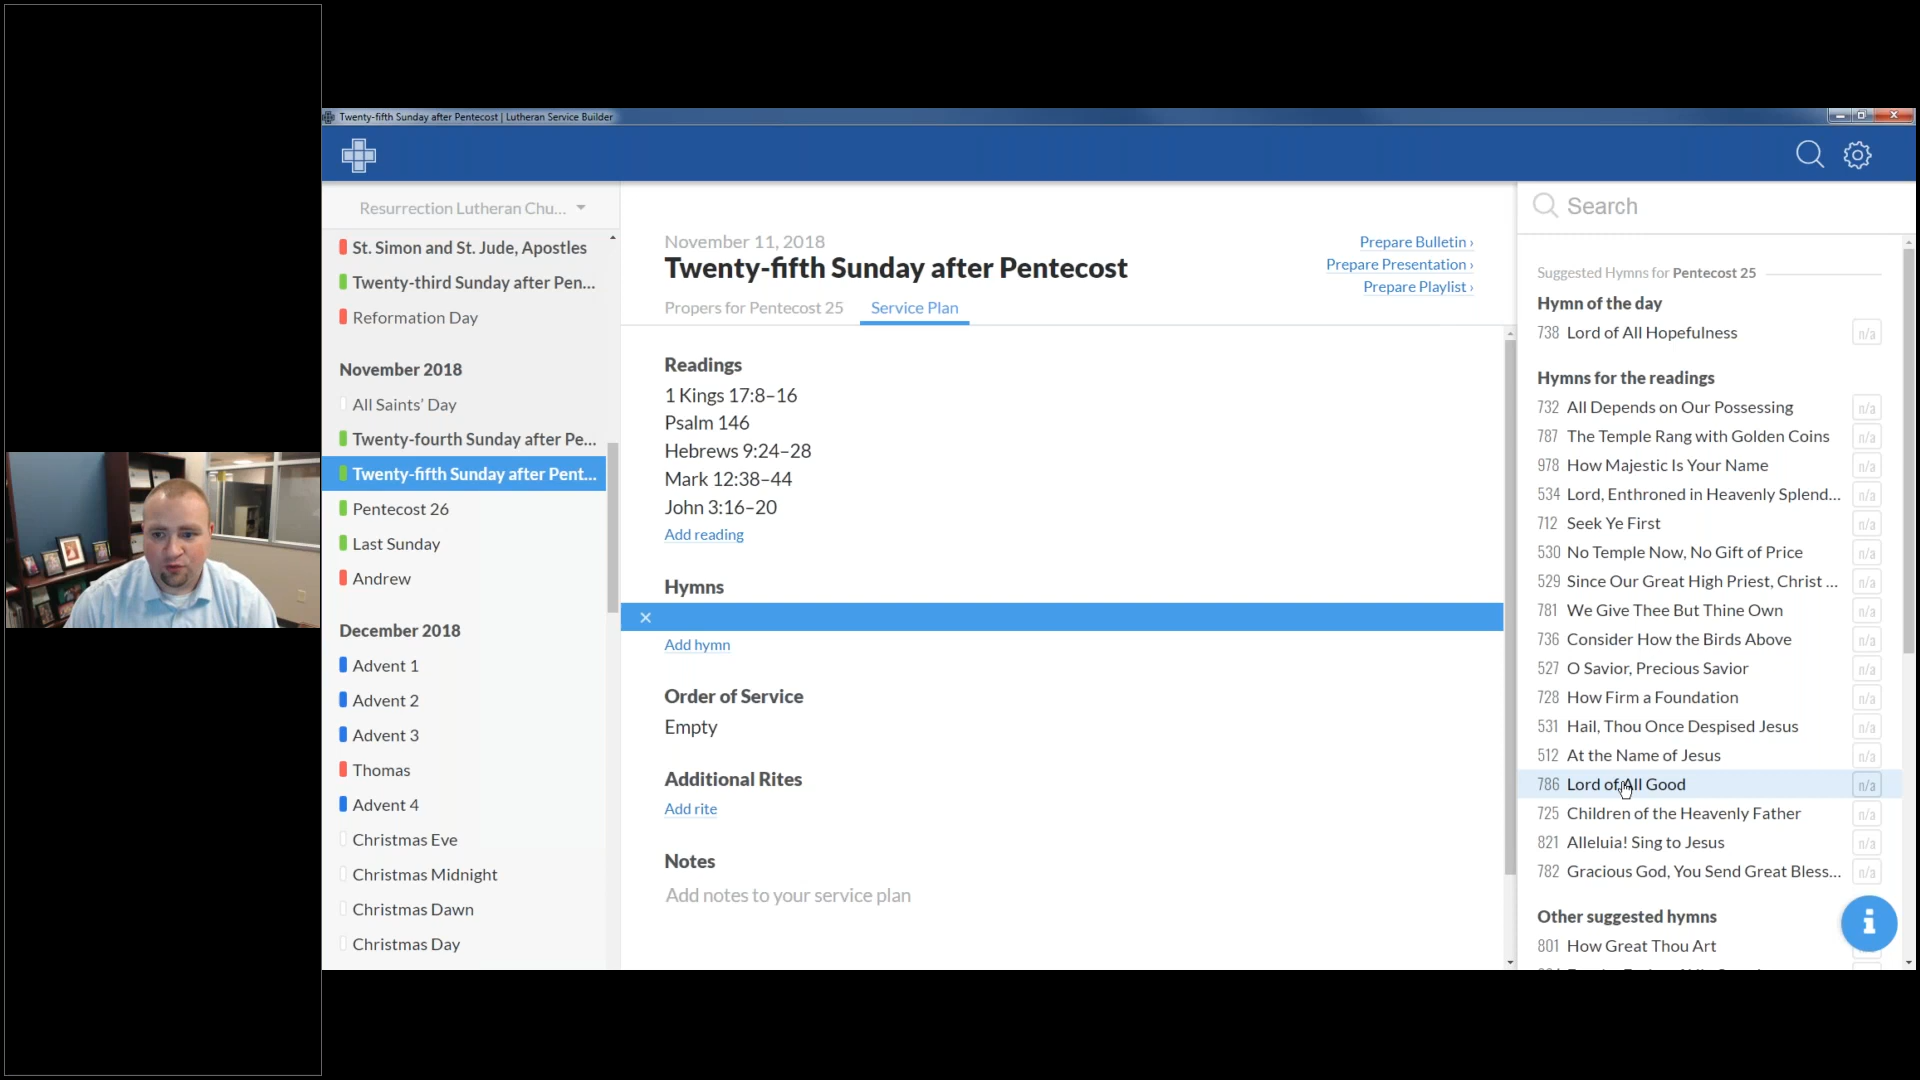 Twenty-fifth Sunday after Pentecost | Lutheran Service Builder
Resurrection Lutheran Chu...
St. Simon and St. Jude, Apostles
Twenty-third Sunday after Pen...
Reformation Day
November 2018
All Saints' Day
Twenty-fourth Sunday after Pe...
Twenty-fifth Sunday after Pent...
Pentecost 26
Last Sunday
Andrew
December 2018
Advent 1
Advent 2
Advent 3
Thomas
Advent 4
Christmas Eve
Christmas Midnight
Christmas Dawn
Christmas Day
November 11, 2018
Twenty-fifth Sunday after Pentecost
Prepare Bulletin ›
Prepare Presentation ›
Prepare Playlist ›
Propers for Pentecost 25 Service Plan
Readings
1 Kings 17:8–16
Psalm 146
Hebrews 9:24–28
Mark 12:38–44
John 3:16–20
Add reading
Hymns
Add hymn
Order of Service
Empty
Additional Rites
Add rite
Notes
Add notes to your service plan
Search
Suggested Hymns for Pentecost 25
Hymn of the day
738 Lord of All Hopefulness n/a
Hymns for the readings
732 All Depends on Our Possessing n/a
787 The Temple Rang with Golden Coins n/a
978 How Majestic Is Your Name n/a
534 Lord, Enthroned in Heavenly Splend... n/a
712 Seek Ye First n/a
530 No Temple Now, No Gift of Price n/a
529 Since Our Great High Priest, Christ ... n/a
781 We Give Thee But Thine Own n/a
736 Consider How the Birds Above n/a
527 O Savior, Precious Savior n/a
728 How Firm a Foundation n/a
531 Hail, Thou Once Despised Jesus n/a
512 At the Name of Jesus n/a
786 Lord of All Good n/a
725 Children of the Heavenly Father n/a
821 Alleluia! Sing to Jesus n/a
782 Gracious God, You Send Great Bless... n/a
Other suggested hymns
801 How Great Thou Art